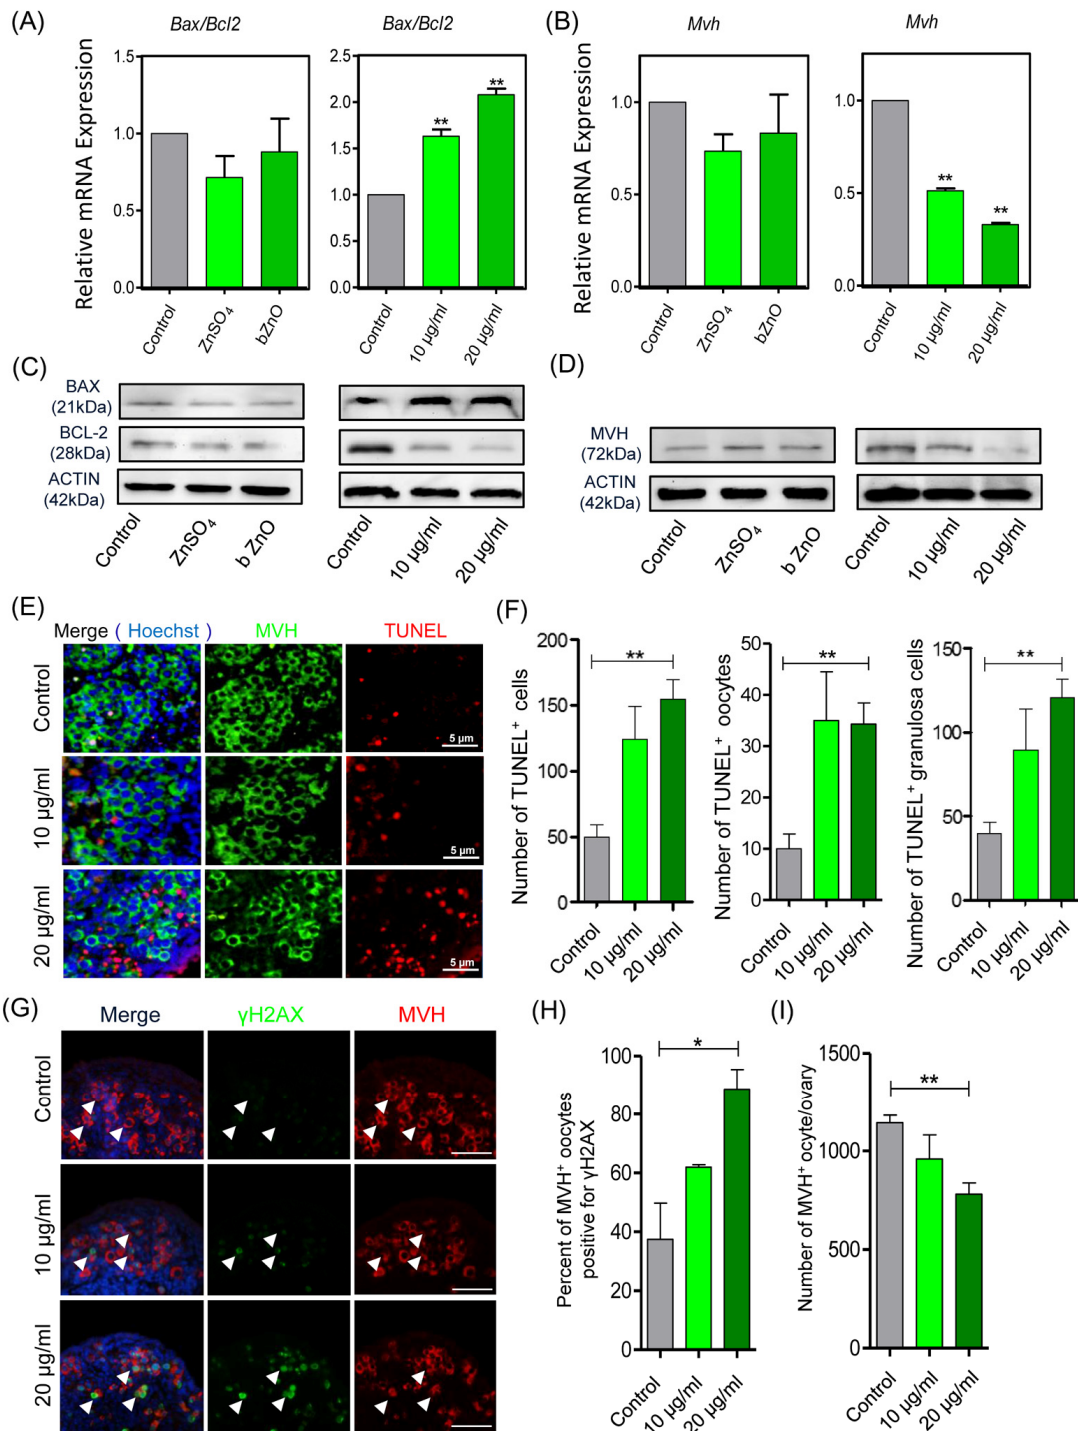 (A)
Bax/Bcl2
Bax/Bcl2
Relative mRNA Expression
1.5
1.0
0.5
0.0
Control
ZnSO4
bZnO
2.5
2.0
1.5
1.0
0.5
0.0
**
**
Control
10 µg/ml
20 µg/ml
(B)
Mvh
Mvh
Relative mRNA Expression
1.0
0.5
0.0
Control
ZnSO4
bZnO
1.0
0.5
0.0
**
**
Control
10 µg/ml
20 µg/ml
(C)
BAX
(21kDa)
BCL-2
(28kDa)
ACTIN
(42kDa)
Control
ZnSO4
b ZnO
Control
10 µg/ml
20 µg/ml
(D)
MVH
(72kDa)
ACTIN
(42kDa)
Control
ZnSO4
b ZnO
Control
10 µg/ml
20 µg/ml
(E)
Merge ( Hoechst )
MVH
TUNEL
Control
5 µm
10 µg/ml
5 µm
20 µg/ml
5 µm
(F)
Number of TUNEL+ cells
200
150
100
50
0
**
Control
10 µg/ml
20 µg/ml
Number of TUNEL+ oocytes
50
40
30
20
10
0
**
Control
10 µg/ml
20 µg/ml
Number of TUNEL+ granulosa cells
150
100
50
0
**
Control
10 µg/ml
20 µg/ml
(G)
Merge
γH2AX
MVH
Control
10 µg/ml
20 µg/ml
(H)
Percent of MVH+ oocytes
positive for γH2AX
100
80
60
40
20
0
*
Control
10 µg/ml
20 µg/ml
(I)
Number of MVH+ ocyte/ovary
1500
1000
500
0
**
Control
10 µg/ml
20 µg/ml